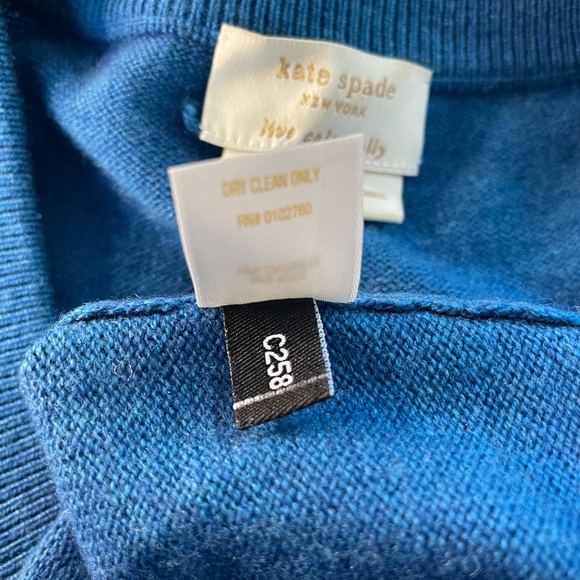 kate spade
NEW YORK
live colorfully
DRY CLEAN ONLY
RN# 0102760
C258